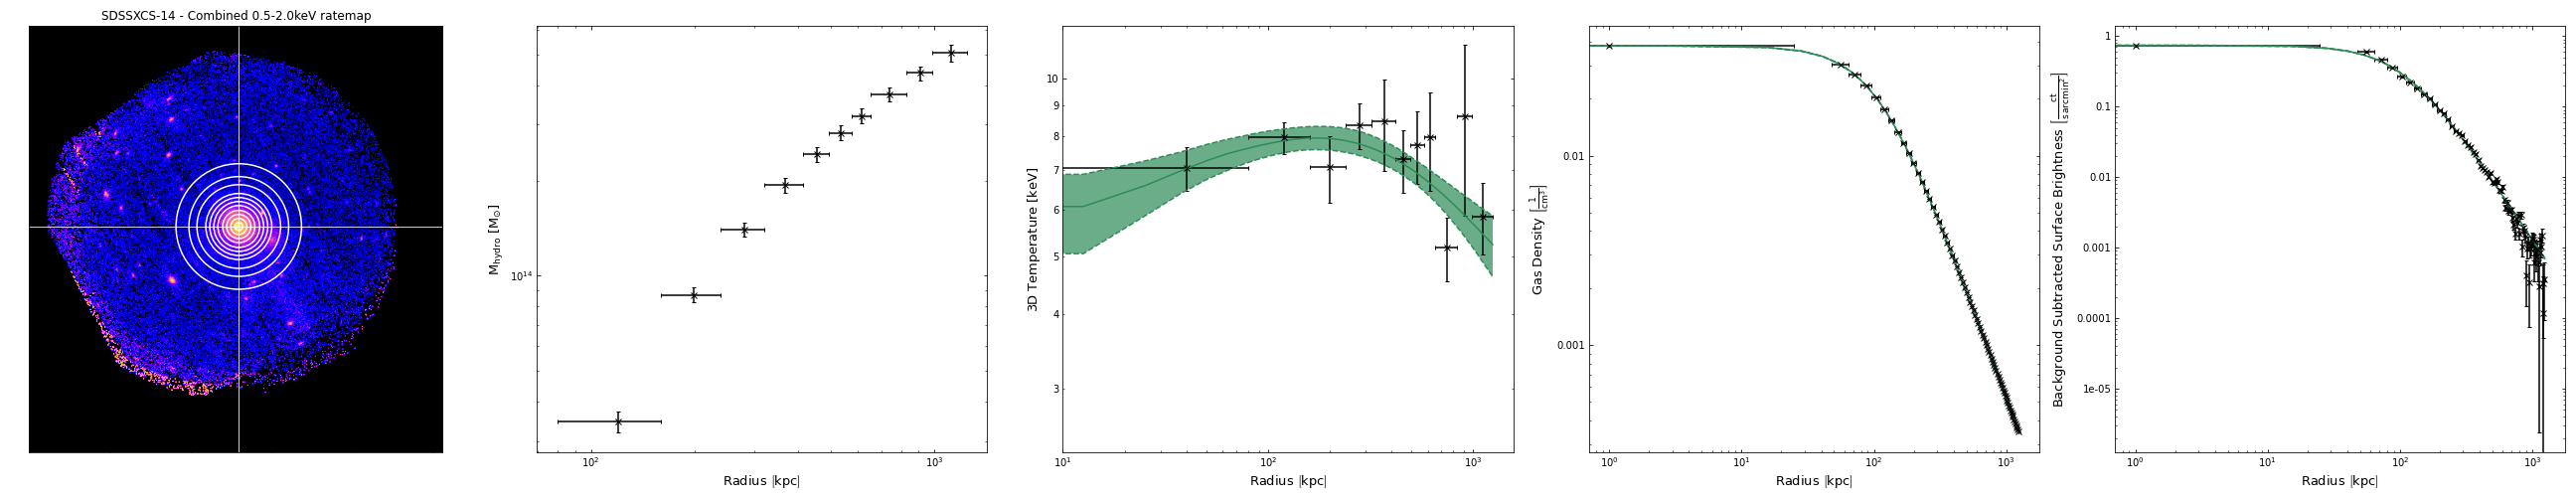 SDSSXCS-14 - Combined 0.5-2.0keV ratemap
M_hydro [M_⊙]
10^14
10^2
10^3
Radius [kpc]
3D Temperature [keV]
10
9
8
7
6
5
4
3
10^1
10^2
10^3
Radius [kpc]
Gas Density [1/cm^3]
0.01
0.001
10^0
10^1
10^2
10^3
Radius [kpc]
Background Subtracted Surface Brightness [ct/s arcmin^2]
1
0.1
0.01
0.001
0.0001
1e-05
10^0
10^1
10^2
10^3
Radius [kpc]